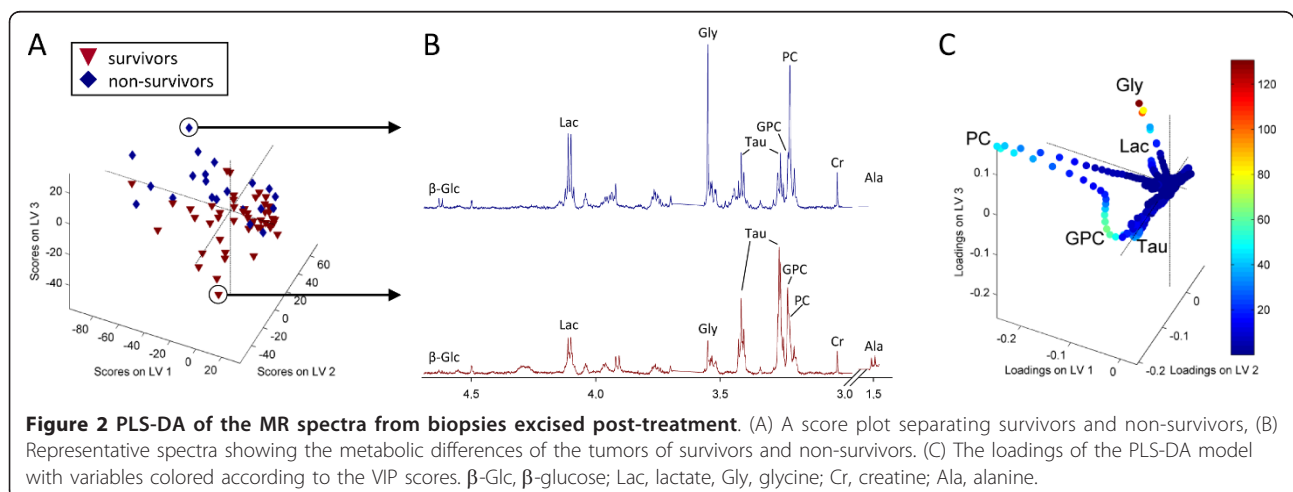 A
survivors
non-survivors
Scores on LV 3
20
0
-20
-40
-80
-60
-40
-20
0
20
Scores on LV 1
60
40
20
0
-20
-40
Scores on LV 2
B
Gly
PC
Lac
GPC
Tau
β-Glc
Cr
Ala
Tau
GPC
PC
Lac
Gly
Cr
Ala
β-Glc
4.5
4.0
3.5
3.0
1.5
C
Gly
PC
Lac
GPC
Tau
Loadings on LV 3
0.1
0
-0.1
-0.2
-0.2
-0.1
0
Loadings on LV 1
0
-0.1
-0.2
Loadings on LV 2
120
100
80
60
40
20
Figure 2 PLS-DA of the MR spectra from biopsies excised post-treatment. (A) A score plot separating survivors and non-survivors, (B)
Representative spectra showing the metabolic differences of the tumors of survivors and non-survivors. (C) The loadings of the PLS-DA model
with variables colored according to the VIP scores. β-Glc, β-glucose; Lac, lactate, Gly, glycine; Cr, creatine; Ala, alanine.